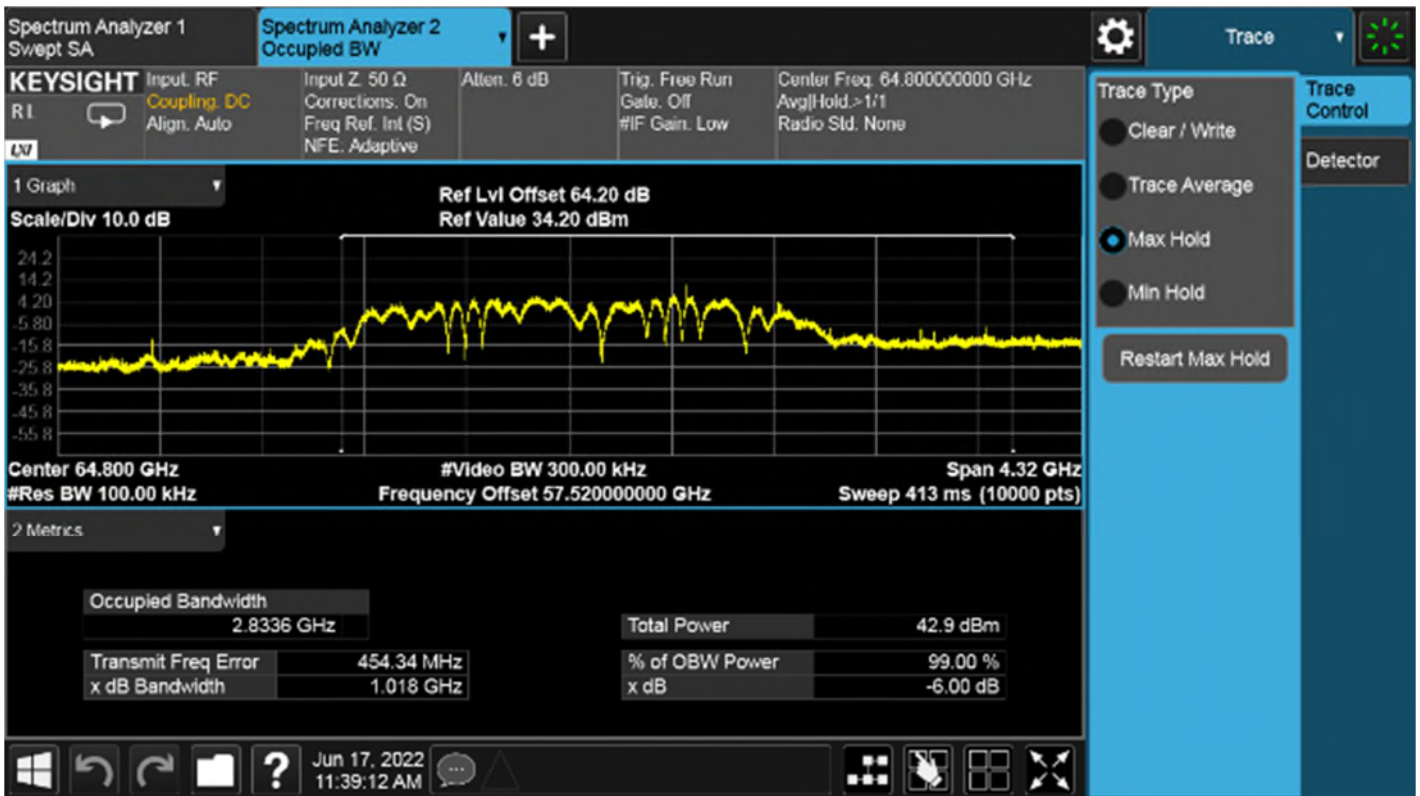 Spectrum Analyzer 1
Swept SA
Spectrum Analyzer 2
Occupied BW
Trace
KEYSIGHT
RL
LXI
Input. RF
Coupling. DC
Align. Auto
Input Z. 50 Ω
Corrections. On
Freq Ref. Int (S)
NFE: Adaptive
Atten: 6 dB
Trig. Free Run
Gate. Off
#IF Gain. Low
Center Freq. 64.800000000 GHz
Avg|Hold.>1/1
Radio Std. None
Trace Type
Clear / Write
Trace Average
Max Hold
Min Hold
Restart Max Hold
Trace
Control
Detector
1 Graph
Scale/Div 10.0 dB
Ref Lvl Offset 64.20 dB
Ref Value 34.20 dBm
24.2
14.2
4.20
-5.80
-15.8
-25.8
-35.8
-45.8
-55.8
Center 64.800 GHz
#Video BW 300.00 kHz
Span 4.32 GHz
#Res BW 100.00 kHz
Frequency Offset 57.520000000 GHz
Sweep 413 ms (10000 pts)
2 Metrics
Occupied Bandwidth
2.8336 GHz
Total Power 42.9 dBm
Transmit Freq Error 454.34 MHz
% of OBW Power 99.00 %
x dB Bandwidth 1.018 GHz
x dB -6.00 dB
Jun 17, 2022
11:39:12 AM